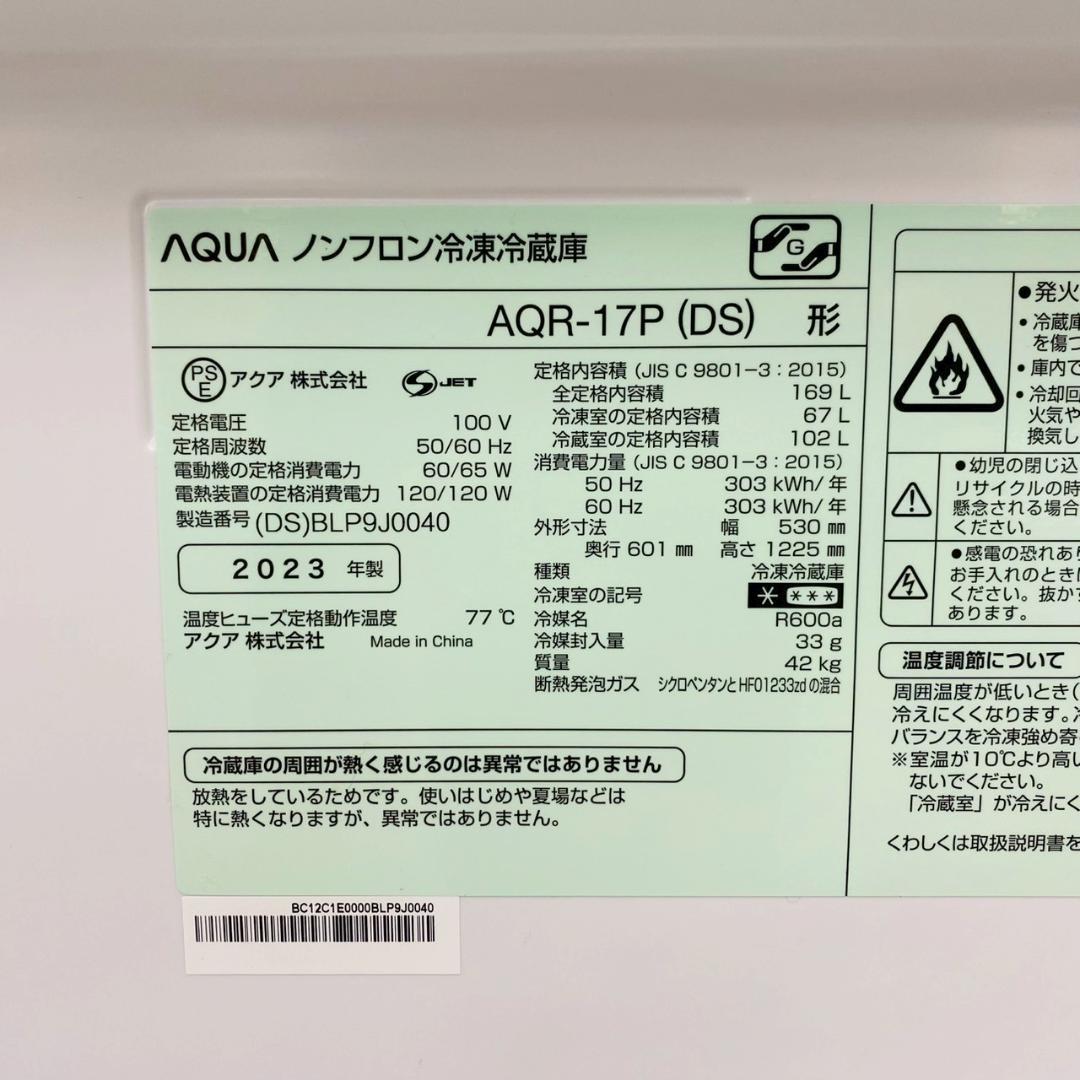 AQUA ノンフロン冷凍冷蔵庫
G
AQR-17P (DS) 形
PS
E
アクア 株式会社
S JET
定格電圧 100 V
定格周波数 50/60 Hz
電動機の定格消費電力 60/65 W
電熱装置の定格消費電力 120/120 W
製造番号 (DS)BLP9J0040
2023 年製
温度ヒューズ定格動作温度 77 ℃
アクア 株式会社 Made in China
定格内容積 (JIS C 9801-3:2015)
全定格内容積 169 L
冷凍室の定格内容積 67 L
冷蔵室の定格内容積 102 L
消費電力量 (JIS C 9801-3:2015)
50 Hz 303 kWh/年
60 Hz 303 kWh/年
外形寸法 幅 530 ㎜
奥行 601 ㎜ 高さ 1225 ㎜
種類 冷凍冷蔵庫
冷凍室の記号 * ***
冷媒名 R600a
冷媒封入量 33 g
質量 42 kg
断熱発泡ガス シクロペンタンとHFO1233zdの混合
冷蔵庫の周囲が熱く感じるのは異常ではありません
放熱をしているためです。使いはじめや夏場などは
特に熱くなりますが、異常ではありません。
BC12C1E0000BLP9J0040
●発火
•冷蔵庫
を傷つ
•庫内で
•冷却回
火気や
換気し
●幼児の閉じ込
リサイクルの時
懸念される場合
ください。
●感電の恐れあり
お手入れのときに
ください。抜かず
あります。
温度調節について
周囲温度が低いとき(
冷えにくくなります。
バランスを冷凍強め寄
※室温が10℃より高い
ないでください。
「冷蔵室」が冷えにく
くわしくは取扱説明書を